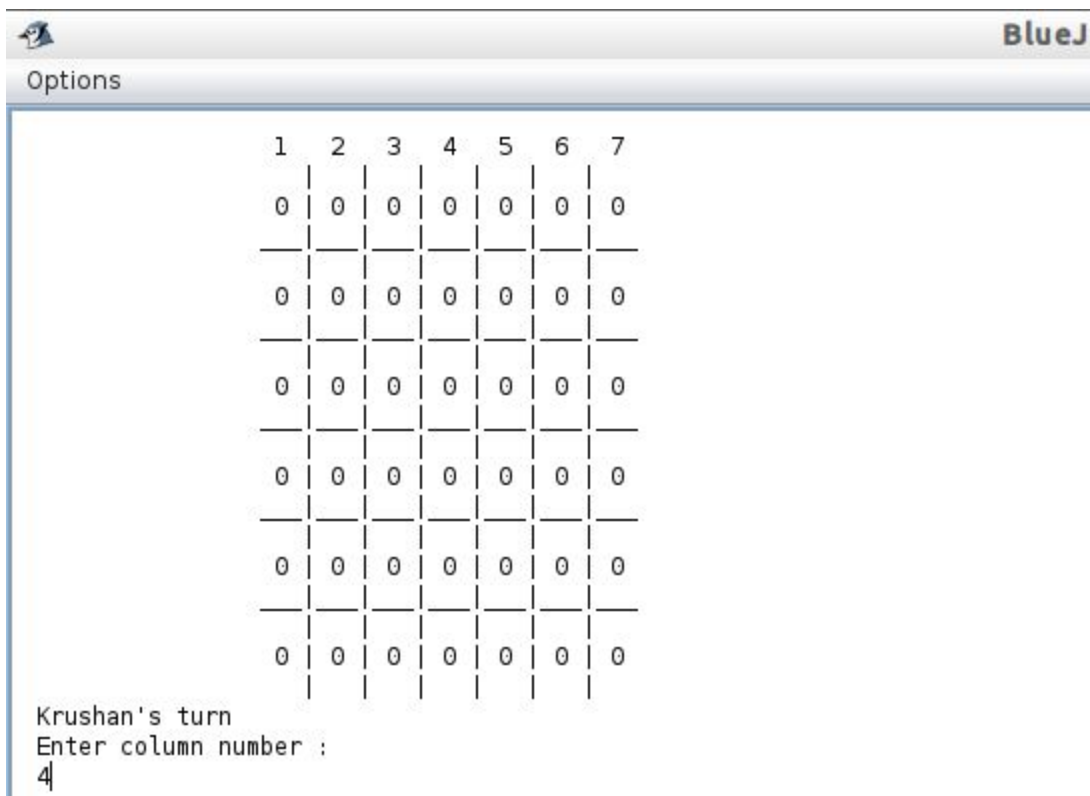 BlueJ
Options
1 2 3 4 5 6 7
0 | 0 | 0 | 0 | 0 | 0 | 0
0 | 0 | 0 | 0 | 0 | 0 | 0
0 | 0 | 0 | 0 | 0 | 0 | 0
0 | 0 | 0 | 0 | 0 | 0 | 0
0 | 0 | 0 | 0 | 0 | 0 | 0
0 | 0 | 0 | 0 | 0 | 0 | 0
Krushan's turn
Enter column number :
4